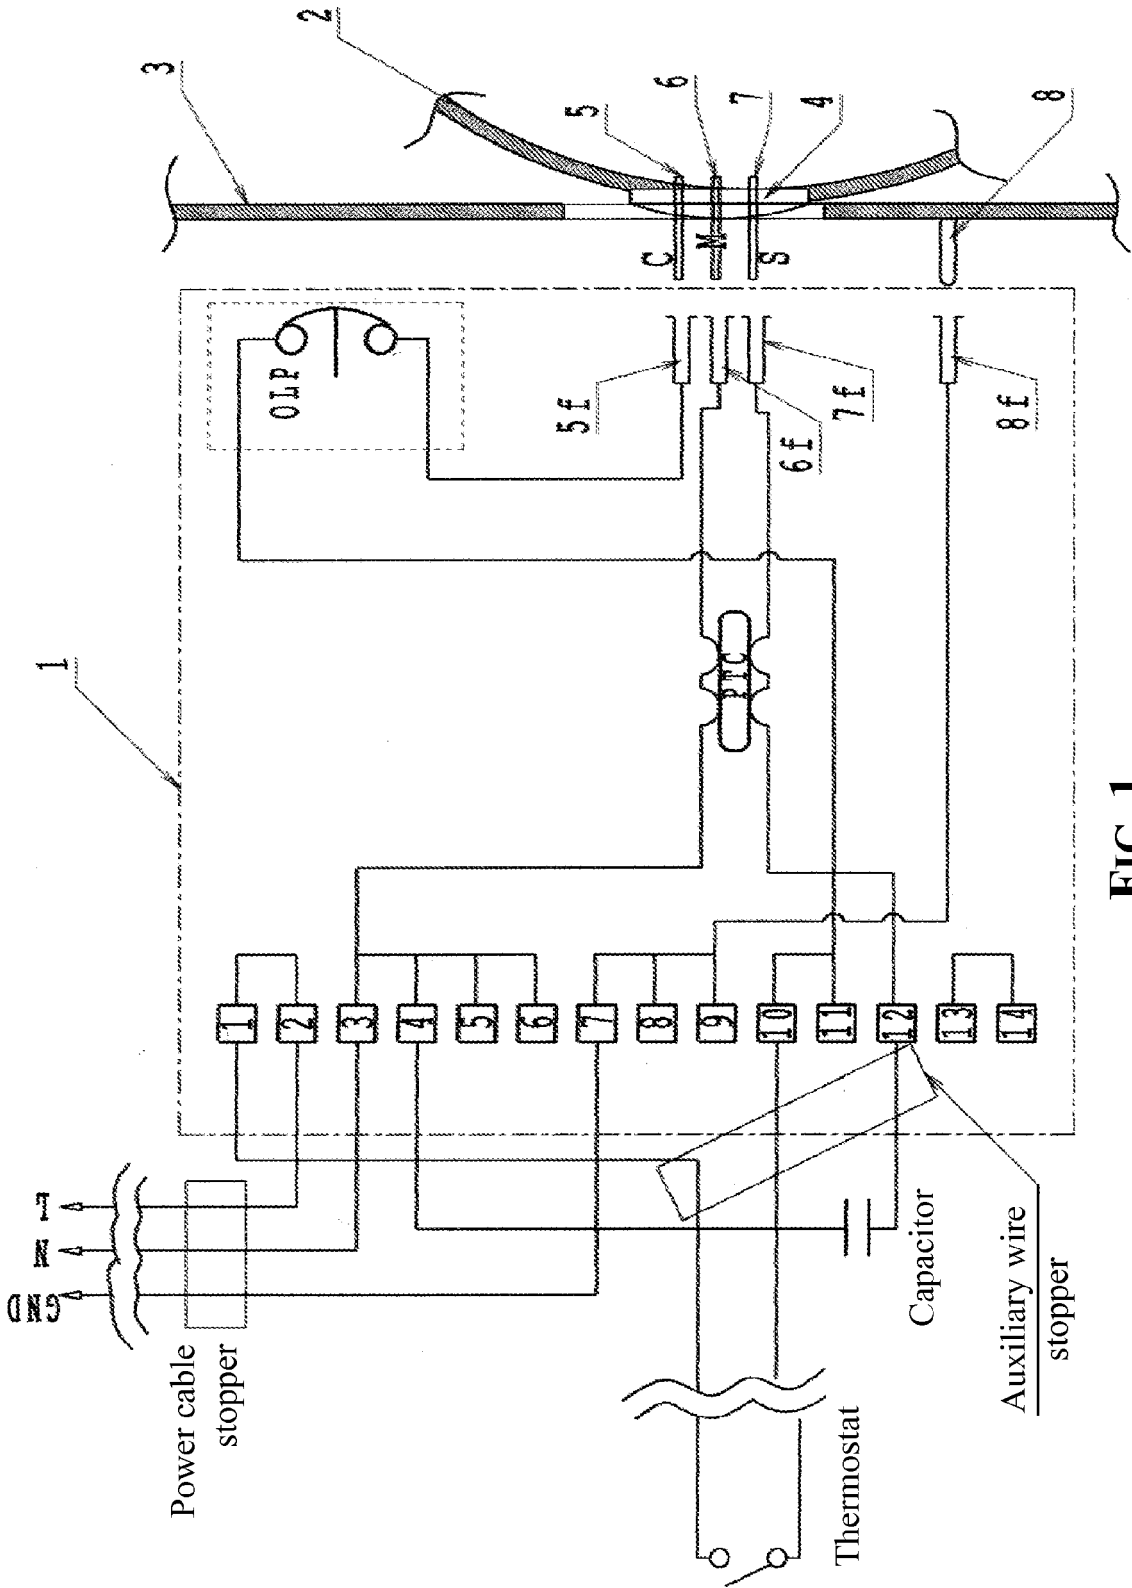 1
2
3
5
6
7
4
8
OLP
C
M
S
5f
6f
7f
8f
PTC
1
2
3
4
5
6
7
8
9
10
11
12
13
14
L
N
GND
Power cable
stopper
Thermostat
Capacitor
Auxiliary wire
stopper
FIG. 1